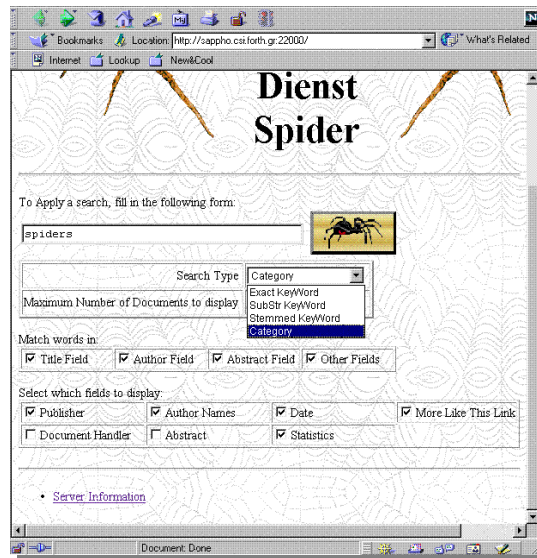 Bookmarks Location: http://sappho.csi.forth.gr:22000/ What's Related
Internet Lookup New&Cool
Dienst
Spider
To Apply a search, fill in the following form:
spiders
Search Type Category
Exact KeyWord
SubStr KeyWord
Stemmed KeyWord
Category
Maximum Number of Documents to display
Match words in:
Title Field Author Field Abstract Field Other Fields
Select which fields to display:
Publisher Author Names Date More Like This Link
Document Handler Abstract Statistics
Server Information
Document: Done